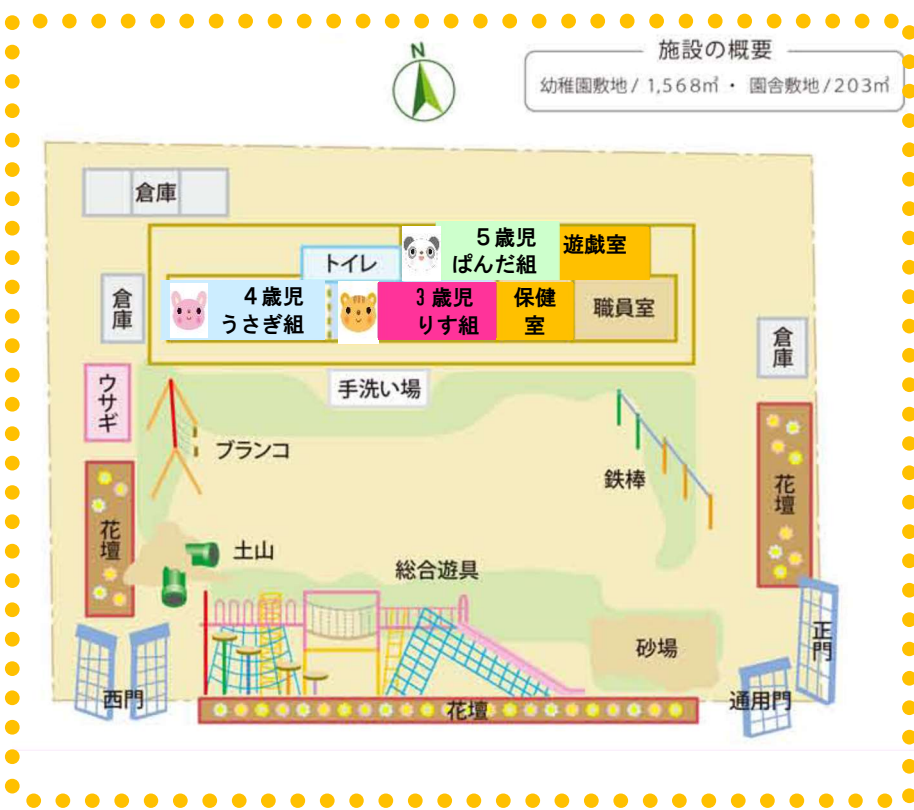 N
施設の概要
幼稚園敷地/ 1,568㎡ ・ 園舎敷地/203㎡
倉庫
5歳児
ぱんだ組
遊戯室
トイレ
倉庫
4歳児
うさぎ組
3歳児
りす組
保健
室
職員室
倉庫
ウサギ
手洗い場
ブランコ
鉄棒
花壇
花壇
土山
総合遊具
砂場
正門
西門
花壇
通用門